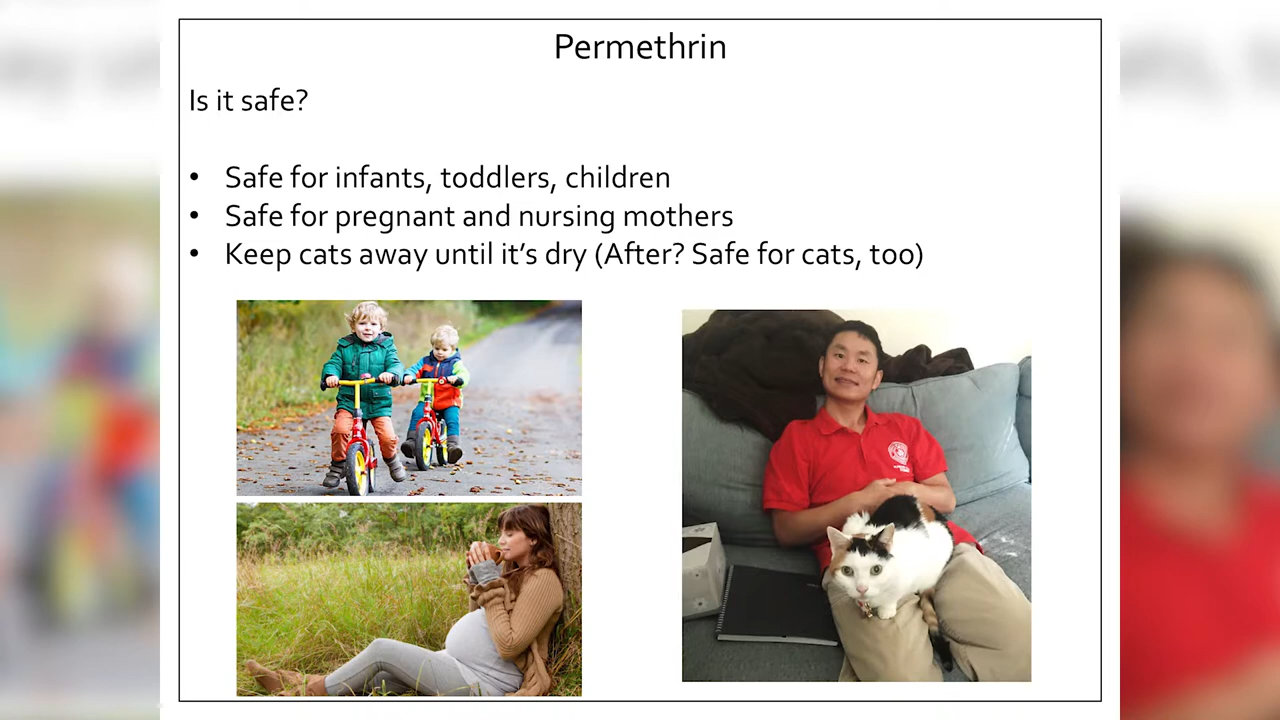 Permethrin
Is it safe?
• Safe for infants, toddlers, children
• Safe for pregnant and nursing mothers
• Keep cats away until it's dry (After? Safe for cats, too)